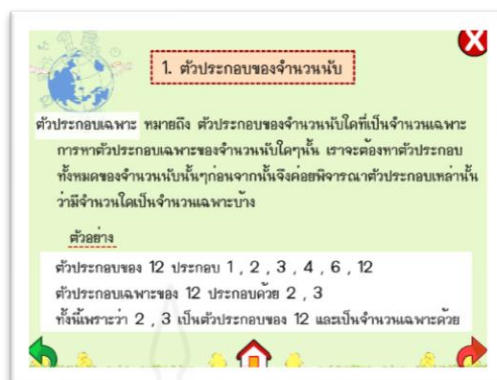 1. ตัวประกอบของจำนวนนับ
ตัวประกอบเฉพาะ หมายถึง ตัวประกอบของจำนวนนับใดที่เป็นจำนวนเฉพาะ
การหาตัวประกอบเฉพาะของจำนวนนับใดๆนั้น เราจะต้องหาตัวประกอบ
ทั้งหมดของจำนวนนับนั้นๆก่อนจากนั้นจึงค่อยพิจารณาตัวประกอบเหล่านั้น
ว่ามีจำนวนใดเป็นจำนวนเฉพาะบ้าง
ตัวอย่าง
ตัวประกอบของ 12 ประกอบ 1 , 2 , 3 , 4 , 6 , 12
ตัวประกอบเฉพาะของ 12 ประกอบด้วย 2 , 3
ทั้งนี้เพราะว่า 2 , 3 เป็นตัวประกอบของ 12 และเป็นจำนวนเฉพาะด้วย